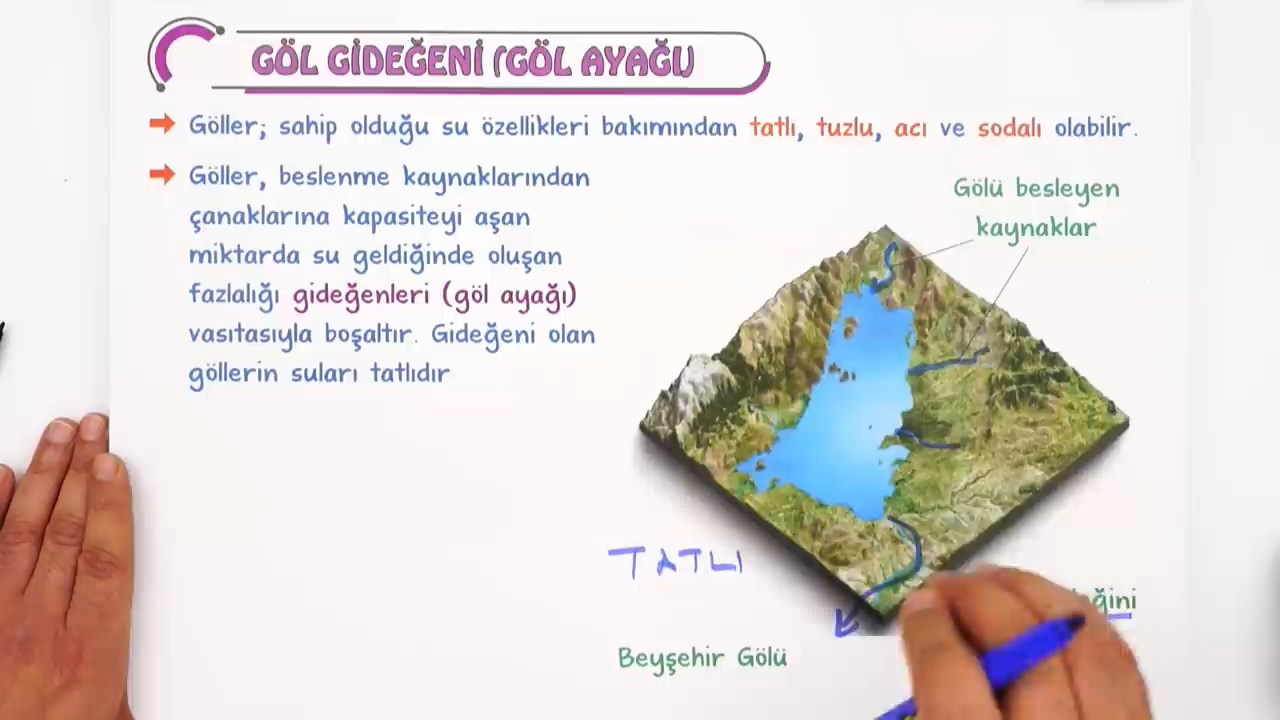 GÖL GİDEĞENİ (GÖL AYAĞI)
Göller; sahip olduğu su özellikleri bakımından tatlı, tuzlu, acı ve sodalı olabilir.
Göller, beslenme kaynaklarından
çanaklarına kapasiteyi aşan
miktarda su geldiğinde oluşan
fazlalığı gideğenleri (göl ayağı)
vasıtasıyla boşaltır. Gideğeni olan
göllerin suları tatlıdır
Gölü besleyen
kaynaklar
TATLI
Beyşehir Gölü